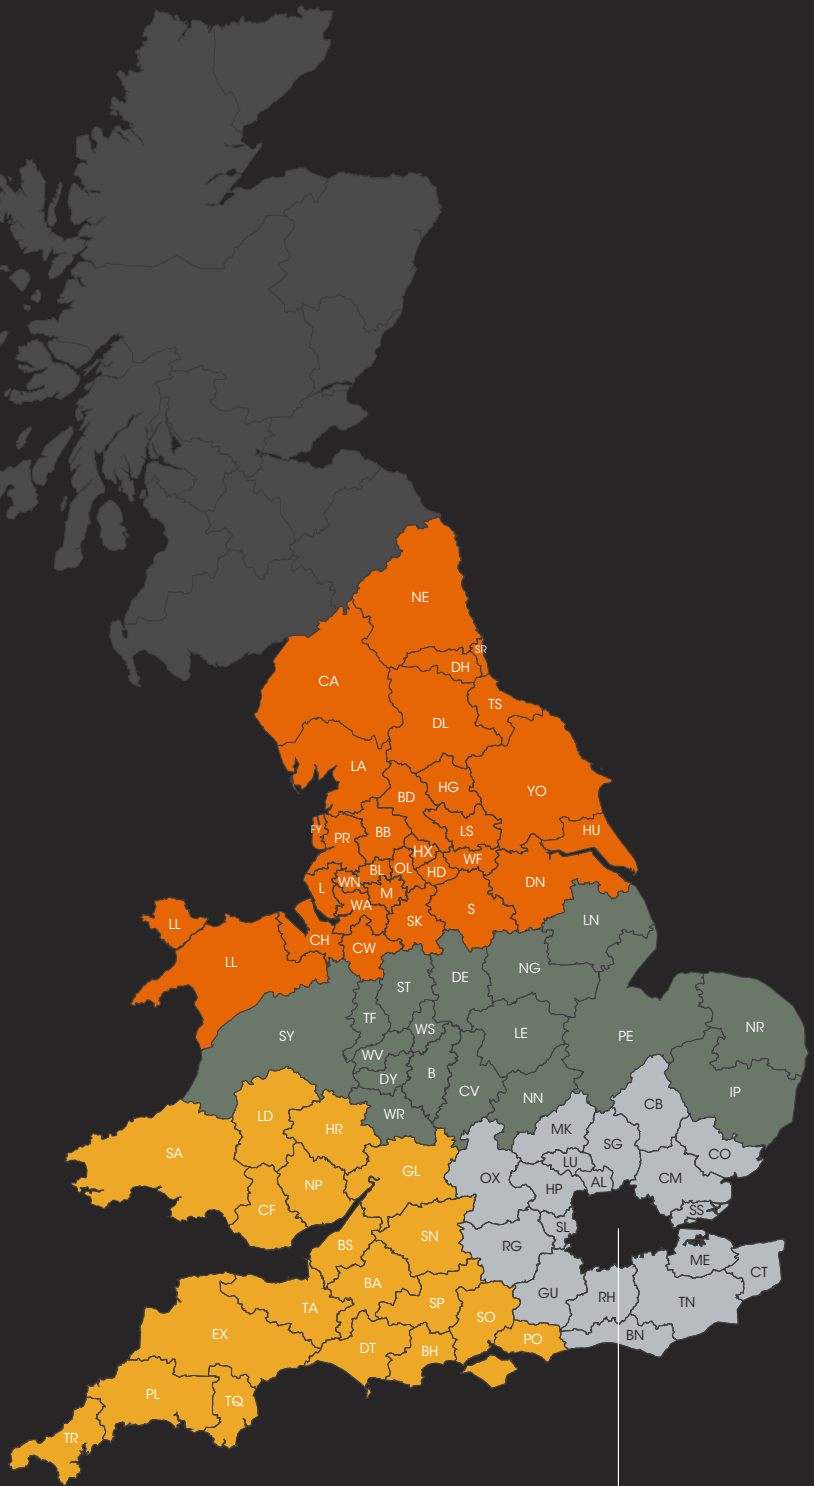 NE
SR
DH
CA
TS
DL
LA
HG
YO
BD
FY
PR
BB
LS
HU
HX
WF
BL
OL
HD
WN
L
M
DN
WA
S
SK
LN
LL
CH
CW
LL
NG
DE
ST
TF
WS
LE
PE
NR
SY
WV
DY
B
CV
NN
IP
WR
CB
LD
HR
MK
SG
CO
SA
GL
LU
NP
OX
HP
AL
CM
CF
SS
SL
SN
BS
RG
ME
CT
BA
GU
RH
TN
TA
SP
SO
EX
PO
BN
DT
BH
PL
TQ
TR